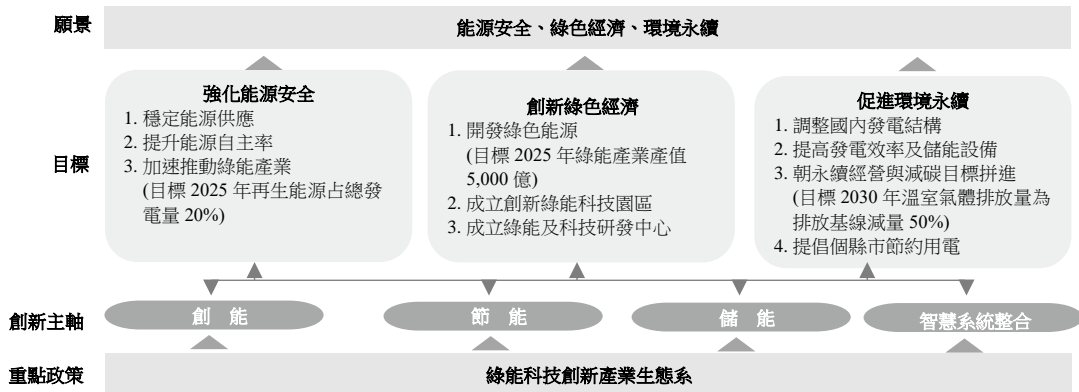 願景
能源安全、綠色經濟、環境永續
目標
強化能源安全
1. 穩定能源供應
2. 提升能源自主率
3. 加速推動綠能產業
(目標 2025 年再生能源占總發
電量 20%)
創新綠色經濟
1. 開發綠色能源
(目標 2025 年綠能產業產值
5,000 億)
2. 成立創新綠能科技園區
3. 成立綠能及科技研發中心
促進環境永續
1. 調整國內發電結構
2. 提高發電效率及儲能設備
3. 朝永續經營與減碳目標拼進
(目標 2030 年溫室氣體排放量為
排放基線減量 50%)
4. 提倡個縣市節約用電
創新主軸
創 能
節 能
儲 能
智慧系統整合
重點政策
綠能科技創新產業生態系